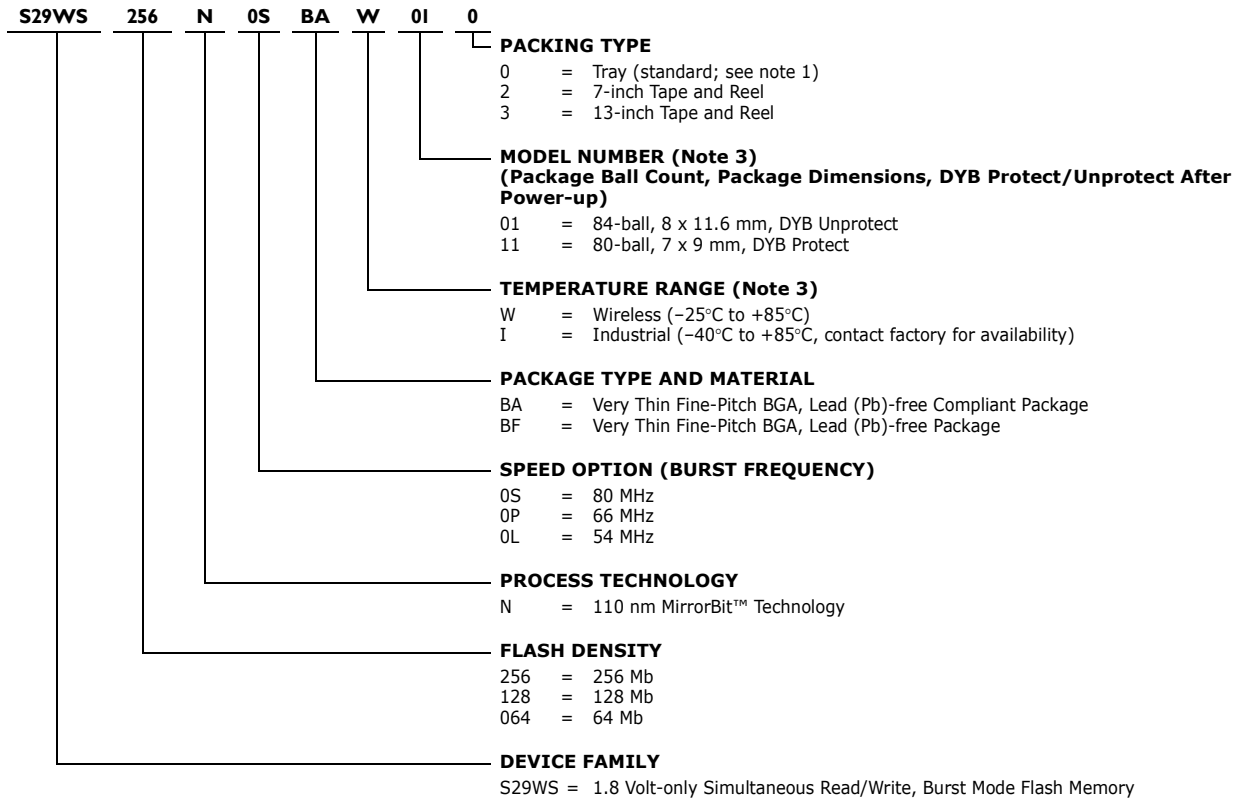 S29WS 256 N 0S BA W 01 0
PACKING TYPE
0 = Tray (standard; see note 1)
2 = 7-inch Tape and Reel
3 = 13-inch Tape and Reel
MODEL NUMBER (Note 3)
(Package Ball Count, Package Dimensions, DYB Protect/Unprotect After
Power-up)
01 = 84-ball, 8 x 11.6 mm, DYB Unprotect
11 = 80-ball, 7 x 9 mm, DYB Protect
TEMPERATURE RANGE (Note 3)
W = Wireless (–25°C to +85°C)
I = Industrial (–40°C to +85°C, contact factory for availability)
PACKAGE TYPE AND MATERIAL
BA = Very Thin Fine-Pitch BGA, Lead (Pb)-free Compliant Package
BF = Very Thin Fine-Pitch BGA, Lead (Pb)-free Package
SPEED OPTION (BURST FREQUENCY)
0S = 80 MHz
0P = 66 MHz
0L = 54 MHz
PROCESS TECHNOLOGY
N = 110 nm MirrorBit™ Technology
FLASH DENSITY
256 = 256 Mb
128 = 128 Mb
064 = 64 Mb
DEVICE FAMILY
S29WS = 1.8 Volt-only Simultaneous Read/Write, Burst Mode Flash Memory